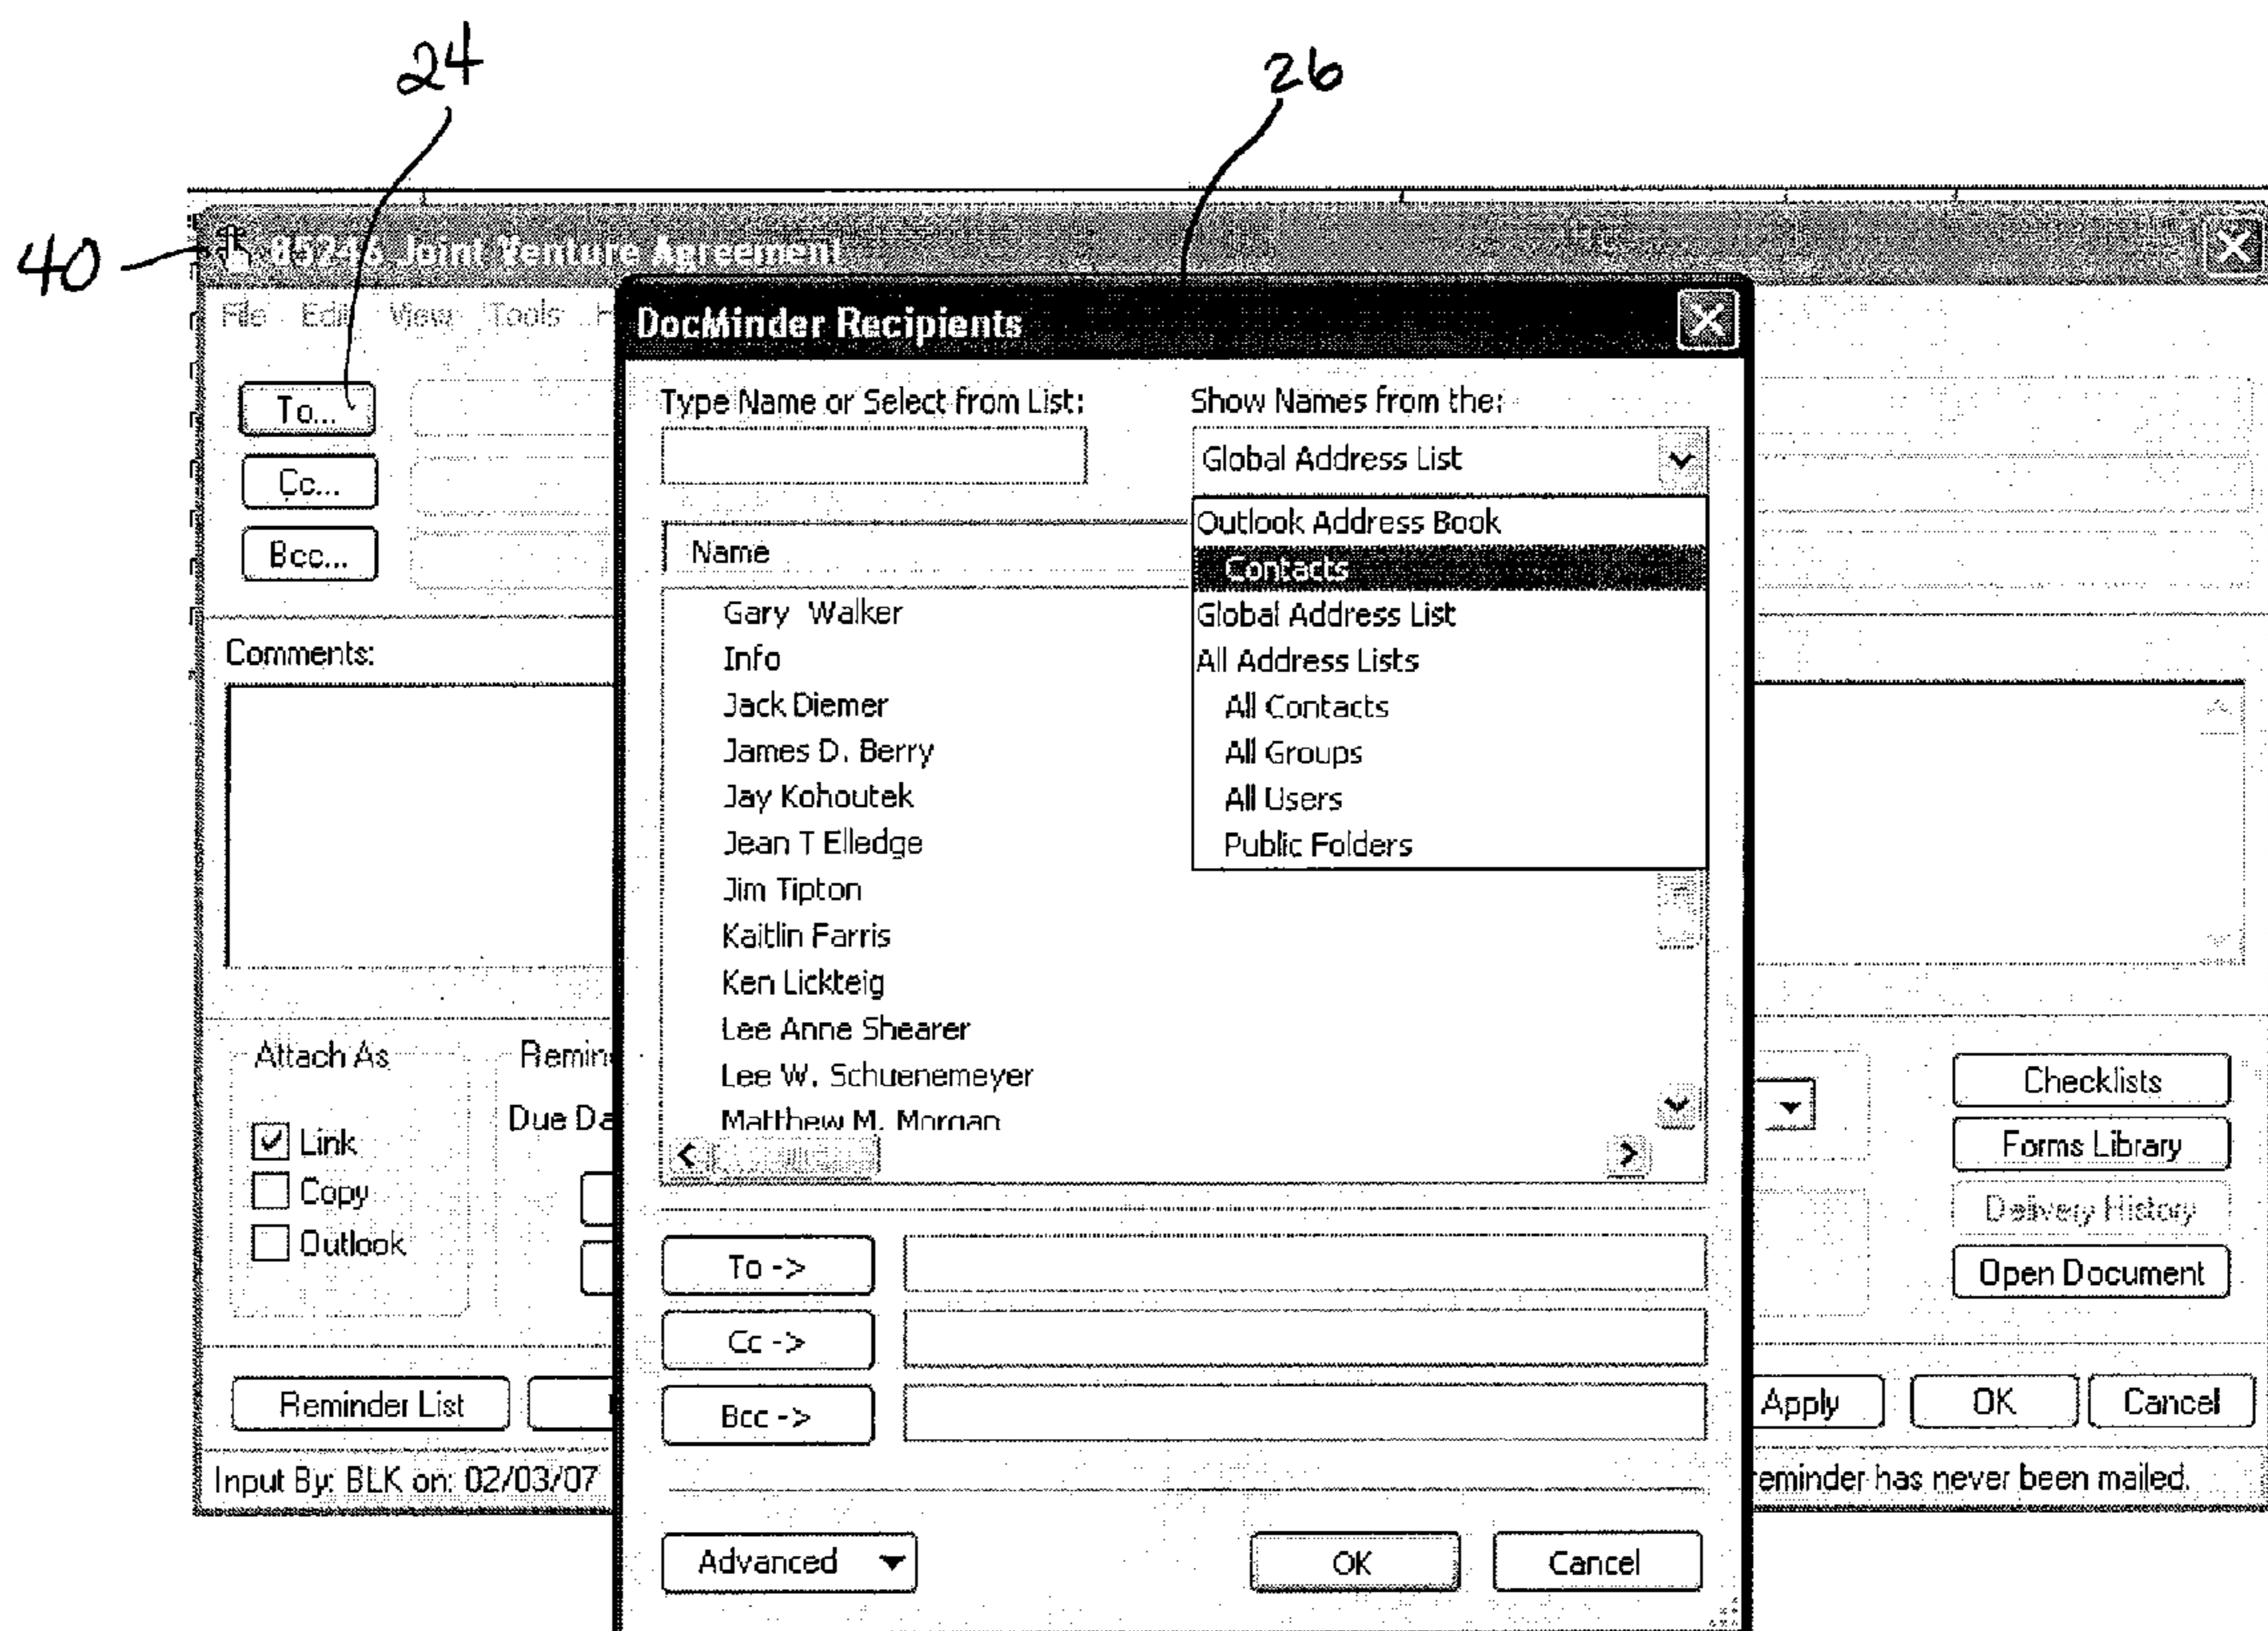 24
26
40
85246 Joint Venture Agreement
File Edit View Tools
DocMinder Recipients
To...
Cc...
Bcc...
Type Name or Select from List:
Show Names from the:
Global Address List
Outlook Address Book
Contacts
Global Address List
All Address Lists
All Contacts
All Groups
All Users
Public Folders
Name
Gary Walker
Info
Jack Diemer
James D. Berry
Jay Kohoutek
Jean T Elledge
Jim Tipton
Kaitlin Farris
Ken Lickteig
Lee Anne Shearer
Lee W. Schuenemeyer
Matthew M. Morgan
Comments:
Attach As
Link
Copy
Outlook
Remin
Due Da
Checklists
Forms Library
Delivery History
Open Document
To ->
Cc ->
Bcc ->
Reminder List
Apply
OK
Cancel
Input By: BLK on: 02/03/07
eminder has never been mailed.
Advanced
OK
Cancel